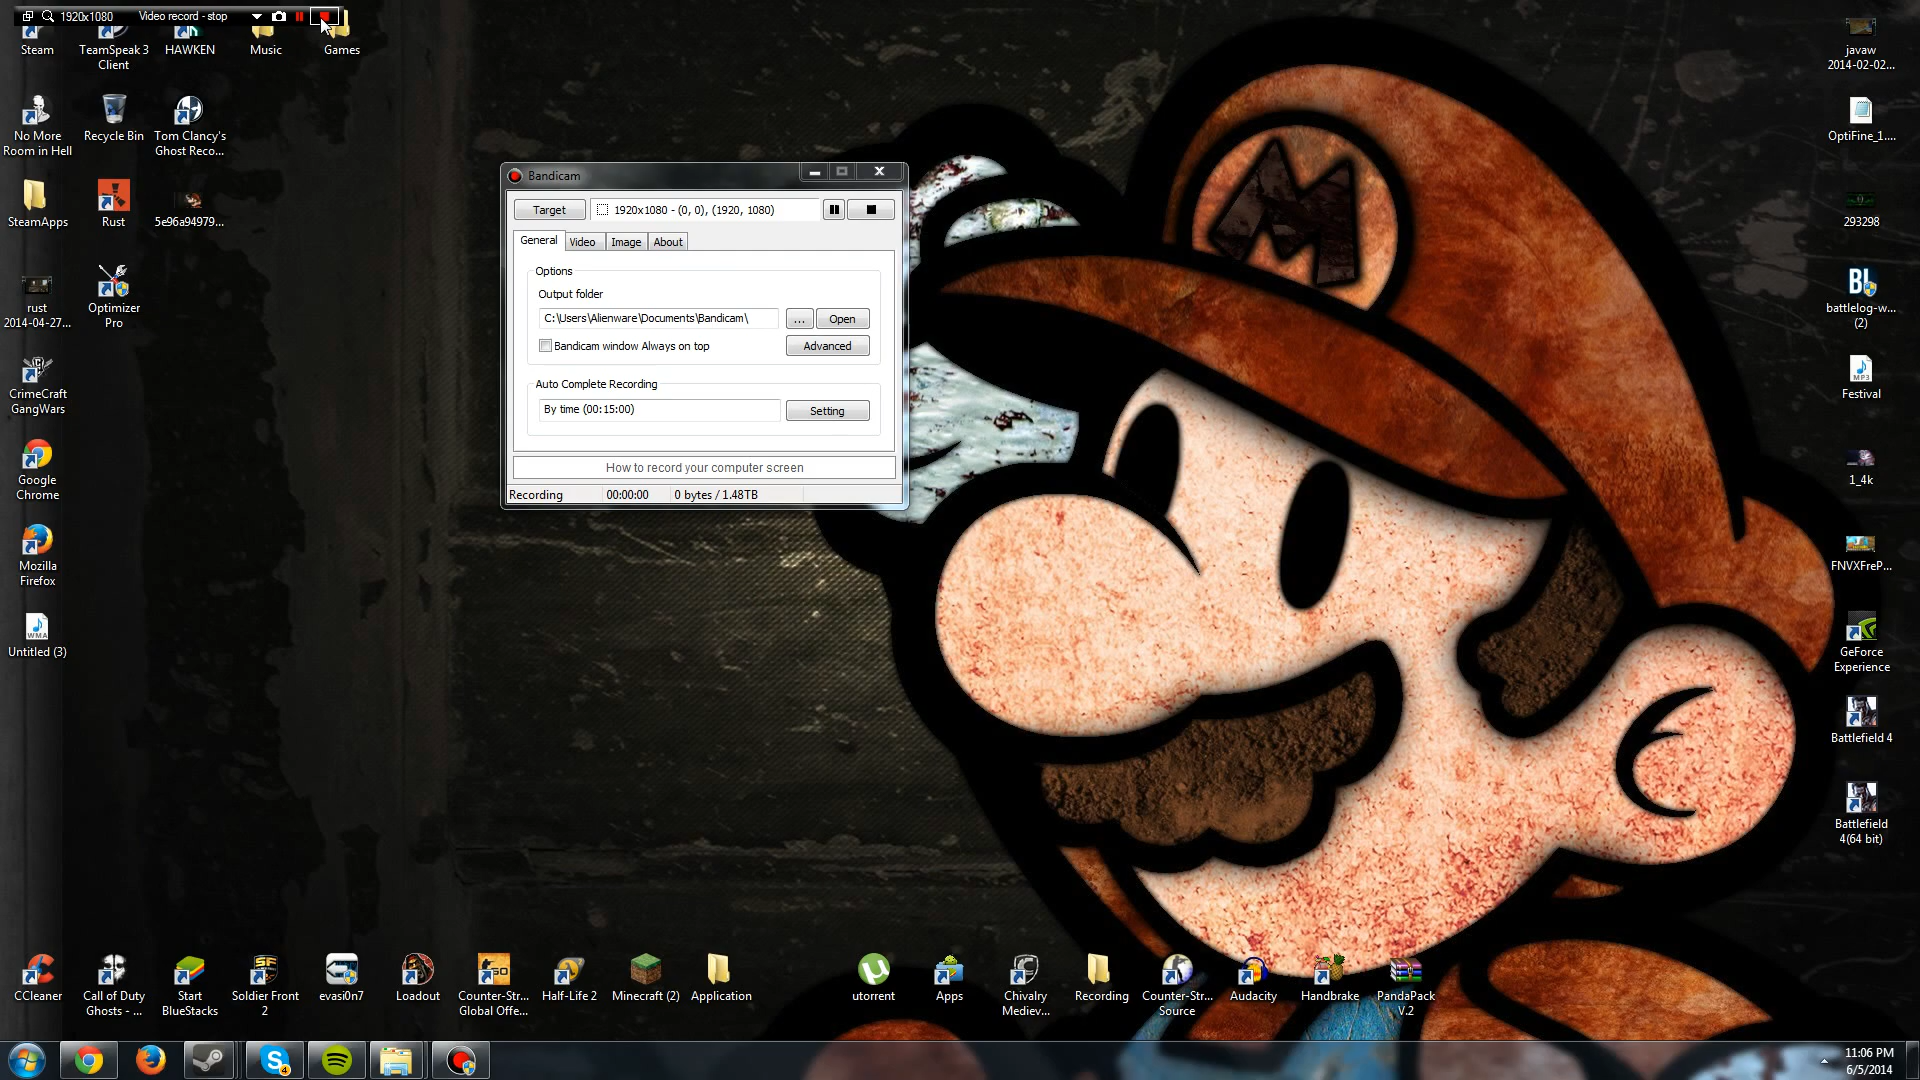 1920x1080 Video record - stop
Steam
TeamSpeak 3
Client
HAWKEN
Music
Games
No More
Room in Hell
Recycle Bin
Tom Clancy's
Ghost Reco...
SteamApps
Rust
5e96a94979...
rust
2014-04-27...
Optimizer
Pro
CrimeCraft
GangWars
Google
Chrome
Mozilla
Firefox
WMA
Untitled (3)
Bandicam
Target
1920x1080 - (0, 0), (1920, 1080)
General Video Image About
Options
Output folder
C:\Users\Alienware\Documents\Bandicam\
... Open
Bandicam window Always on top
Advanced
Auto Complete Recording
By time (00:15:00)
Setting
How to record your computer screen
Recording 00:00:00 0 bytes / 1.48TB
M
javaw
2014-02-02...
OptiFine_1....
293298
BL
battlelog-w...
(2)
MP3
Festival
1_4k
FNVXFreP...
GeForce
Experience
Battlefield 4
Battlefield
4(64 bit)
CCleaner
Call of Duty
Ghosts - ...
Start
BlueStacks
SF
Soldier Front
2
evasi0n7
Loadout
GO
Counter-Str...
Global Offe...
Half-Life 2
Minecraft (2)
Application
utorrent
Apps
Chivalry
Mediev...
Recording
Counter-Str...
Source
Audacity
Handbrake
PandaPack
V.2
4
11:06 PM
6/5/2014